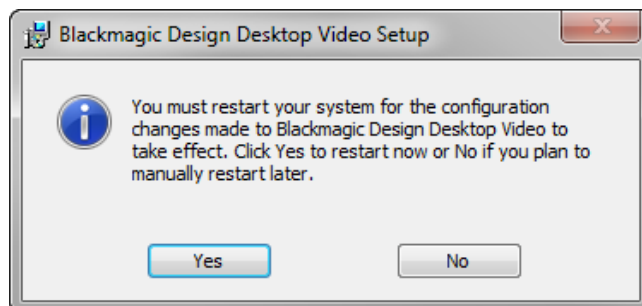 Blackmagic Design Desktop Video Setup
You must restart your system for the configuration
changes made to Blackmagic Design Desktop Video to
take effect. Click Yes to restart now or No if you plan to
manually restart later.
Yes
No